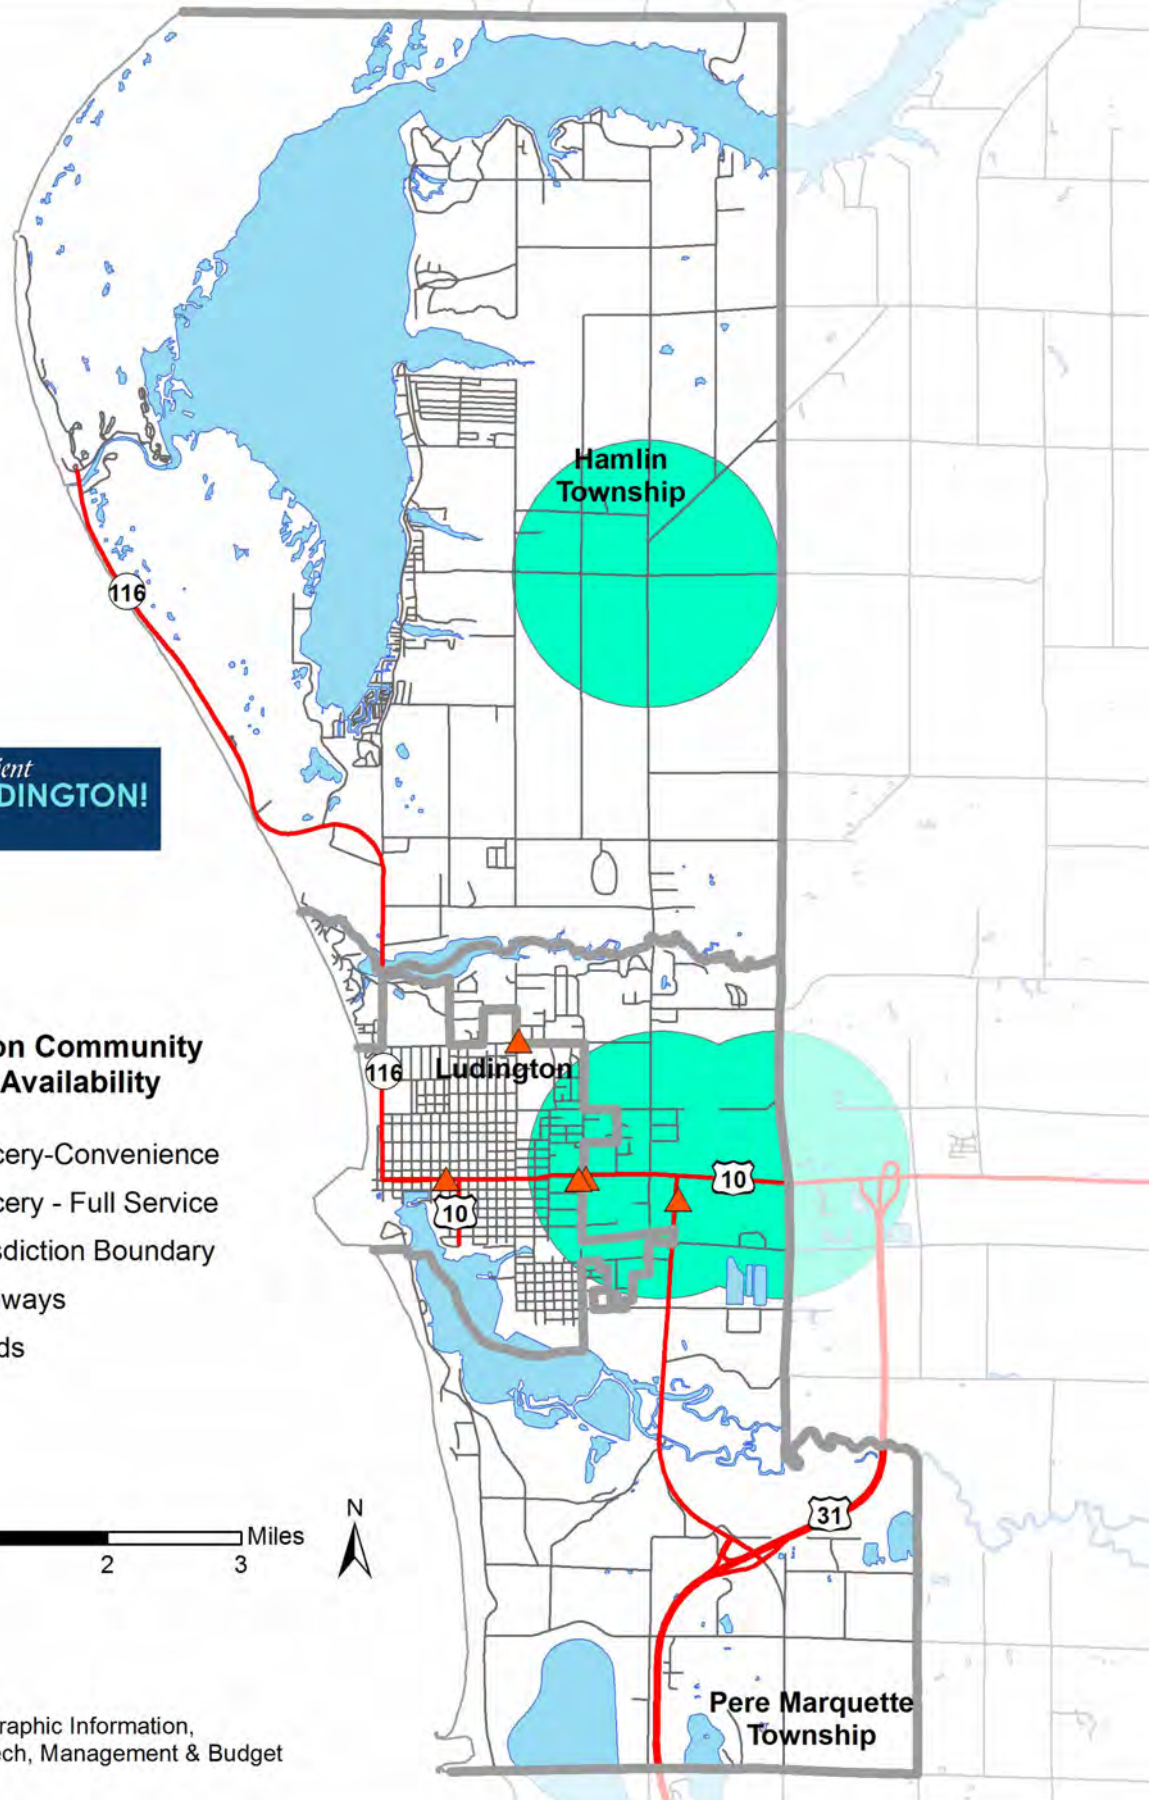 Hamlin
Township
116
ient
DINGTON!
on Community
Availability
116
Ludington
cery-Convenience
cery - Full Service
sdiction Boundary
ways
ds
10
10
31
N
Miles
2
3
Pere Marquette
Township
raphic Information,
ech, Management & Budget